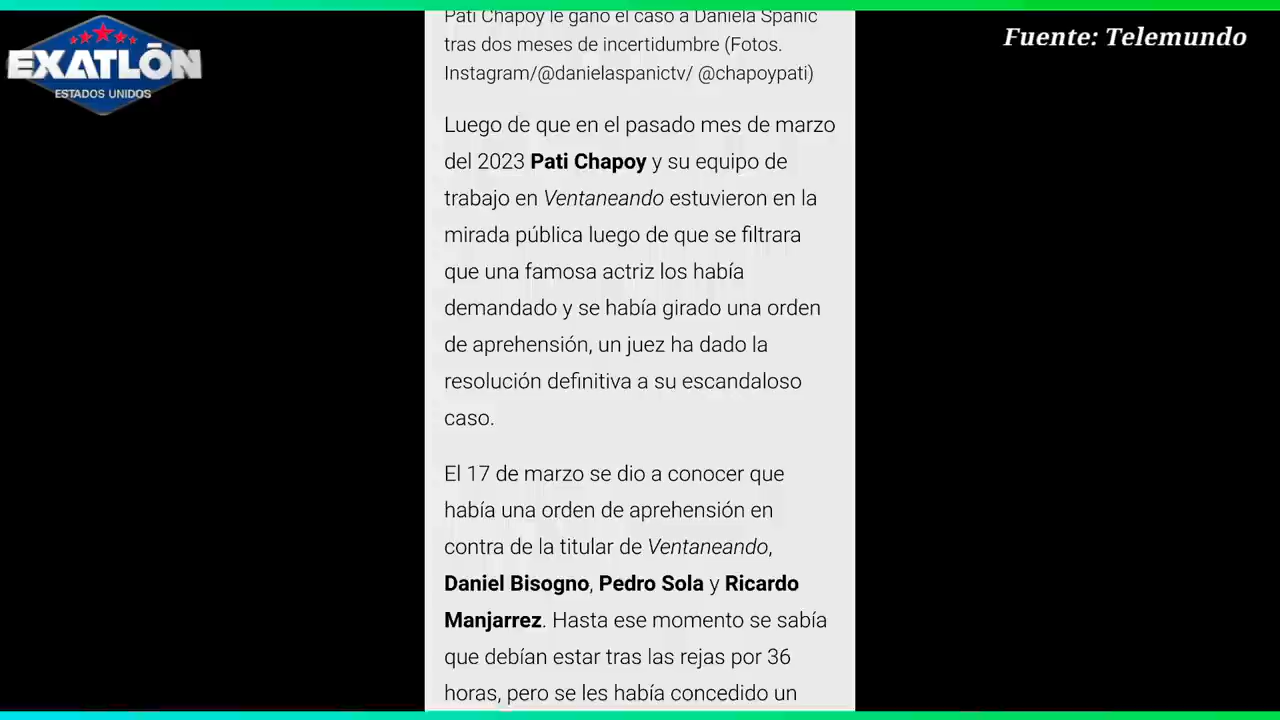 EXATLÓN
ESTADOS UNIDOS
Fuente: Telemundo
Pati Chapoy le ganó el caso a Daniela Spanic
tras dos meses de incertidumbre (Fotos.
Instagram/@danielaspanictv/ @chapoypati)
Luego de que en el pasado mes de marzo
del 2023 Pati Chapoy y su equipo de
trabajo en Ventaneando estuvieron en la
mirada pública luego de que se filtrara
que una famosa actriz los había
demandado y se había girado una orden
de aprehensión, un juez ha dado la
resolución definitiva a su escandaloso
caso.
El 17 de marzo se dio a conocer que
había una orden de aprehensión en
contra de la titular de Ventaneando,
Daniel Bisogno, Pedro Sola y Ricardo
Manjarrez. Hasta ese momento se sabía
que debían estar tras las rejas por 36
horas, pero se les había concedido un